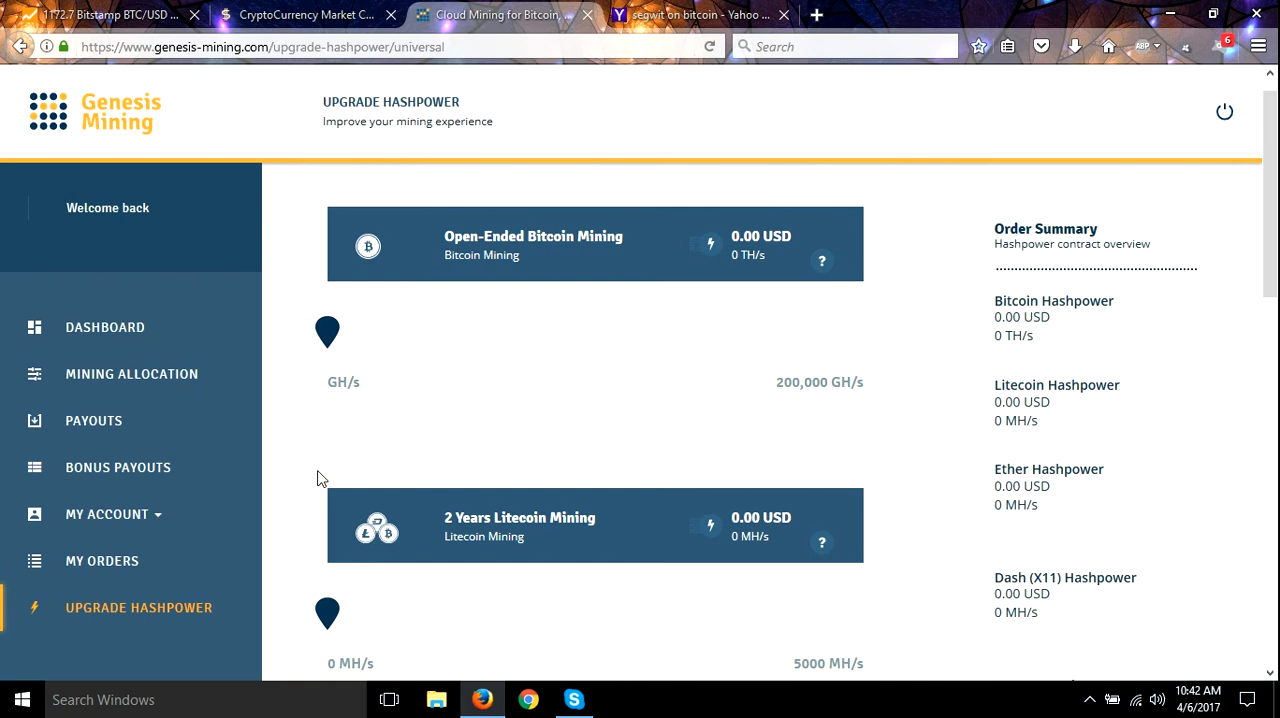 1172.7 Bitstamp BTC/USD ...
CryptoCurrency Market C...
Cloud Mining for Bitcoin, ...
segwit on bitcoin - Yahoo ...
https://www.genesis-mining.com/upgrade-hashpower/universal
Search
ABP
6
Genesis
Mining
UPGRADE HASHPOWER
Improve your mining experience
Welcome back
DASHBOARD
MINING ALLOCATION
PAYOUTS
BONUS PAYOUTS
MY ACCOUNT
MY ORDERS
UPGRADE HASHPOWER
Open-Ended Bitcoin Mining
Bitcoin Mining
0.00 USD
0 TH/s
?
GH/s
200,000 GH/s
2 Years Litecoin Mining
Litecoin Mining
0.00 USD
0 MH/s
?
0 MH/s
5000 MH/s
Order Summary
Hashpower contract overview
Bitcoin Hashpower
0.00 USD
0 TH/s
Litecoin Hashpower
0.00 USD
0 MH/s
Ether Hashpower
0.00 USD
0 MH/s
Dash (X11) Hashpower
0.00 USD
0 MH/s
Search Windows
10:42 AM
4/6/2017